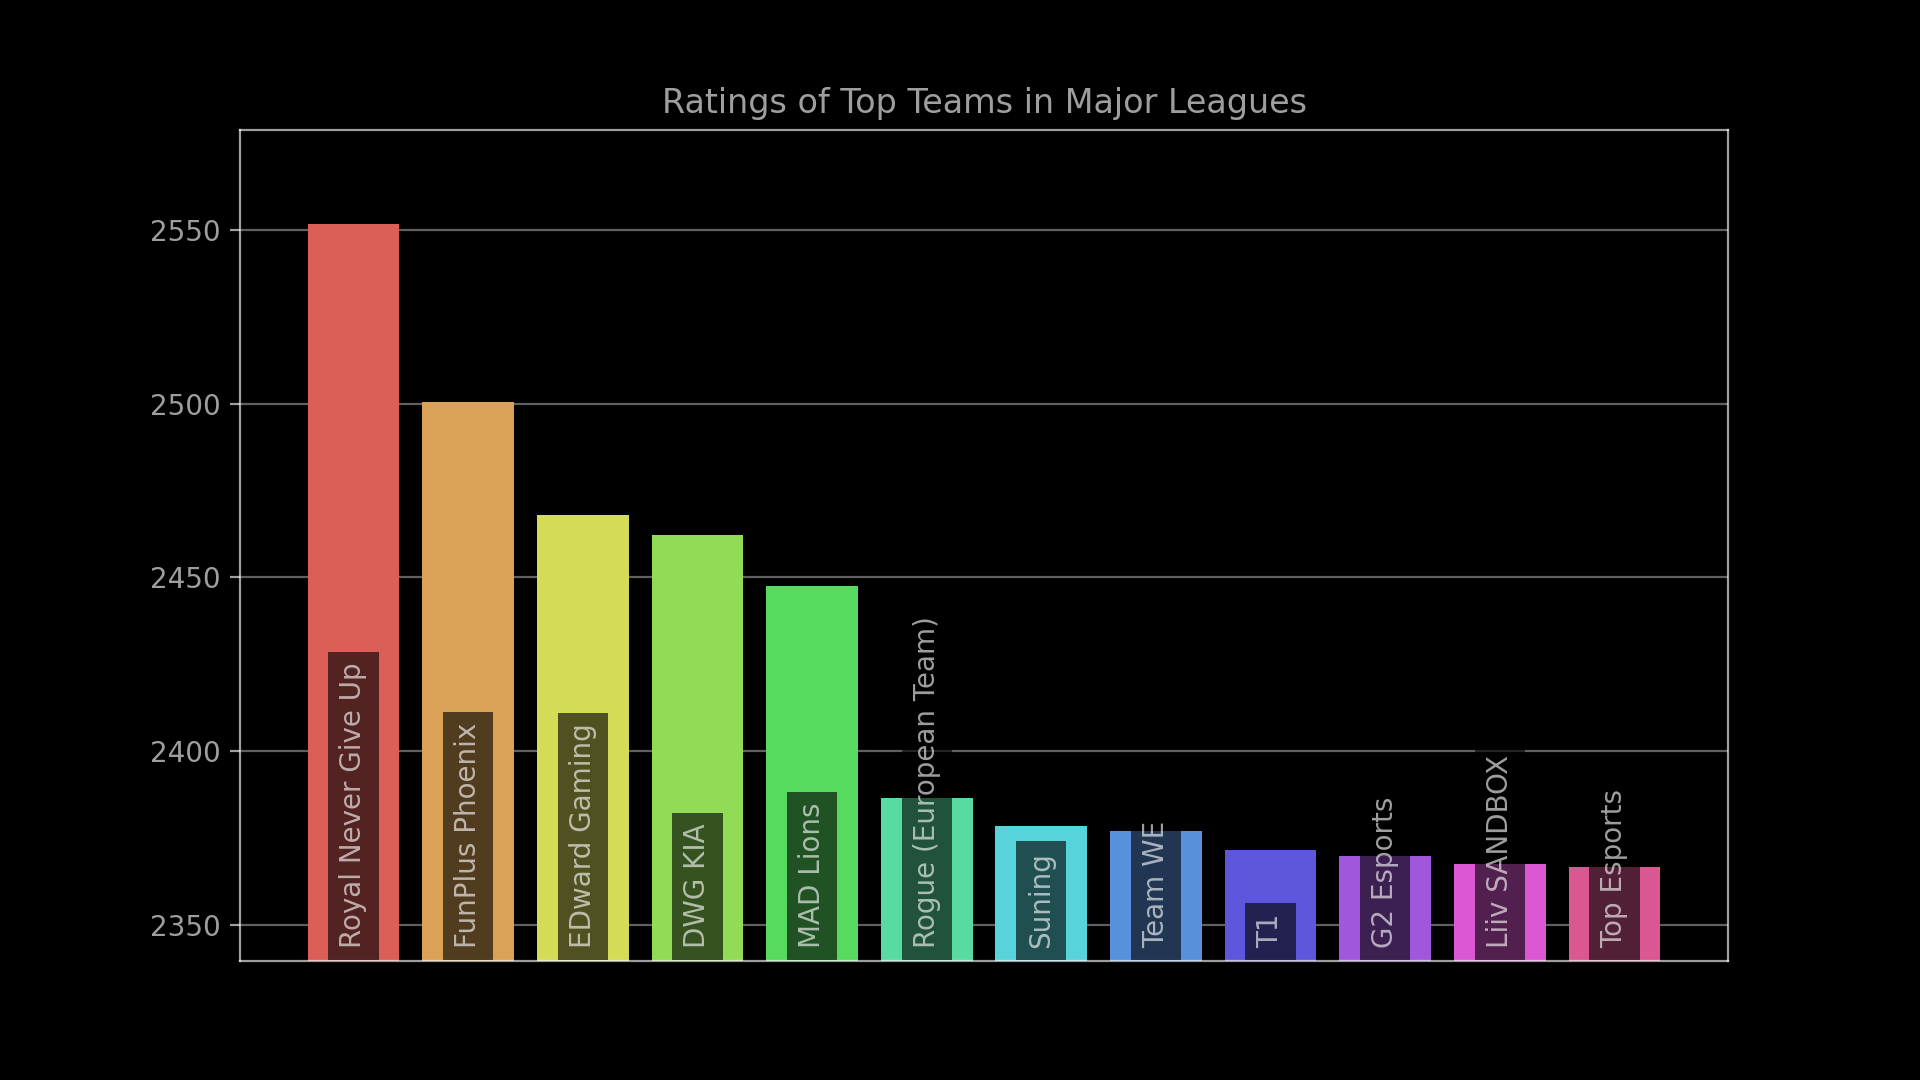 Ratings of Top Teams in Major Leagues
2550
2500
2450
2400
2350
Royal Never Give Up
FunPlus Phoenix
EDward Gaming
DWG KIA
MAD Lions
Rogue (European Team)
Suning
Team WE
T1
G2 Esports
Liiv SANDBOX
Top Esports